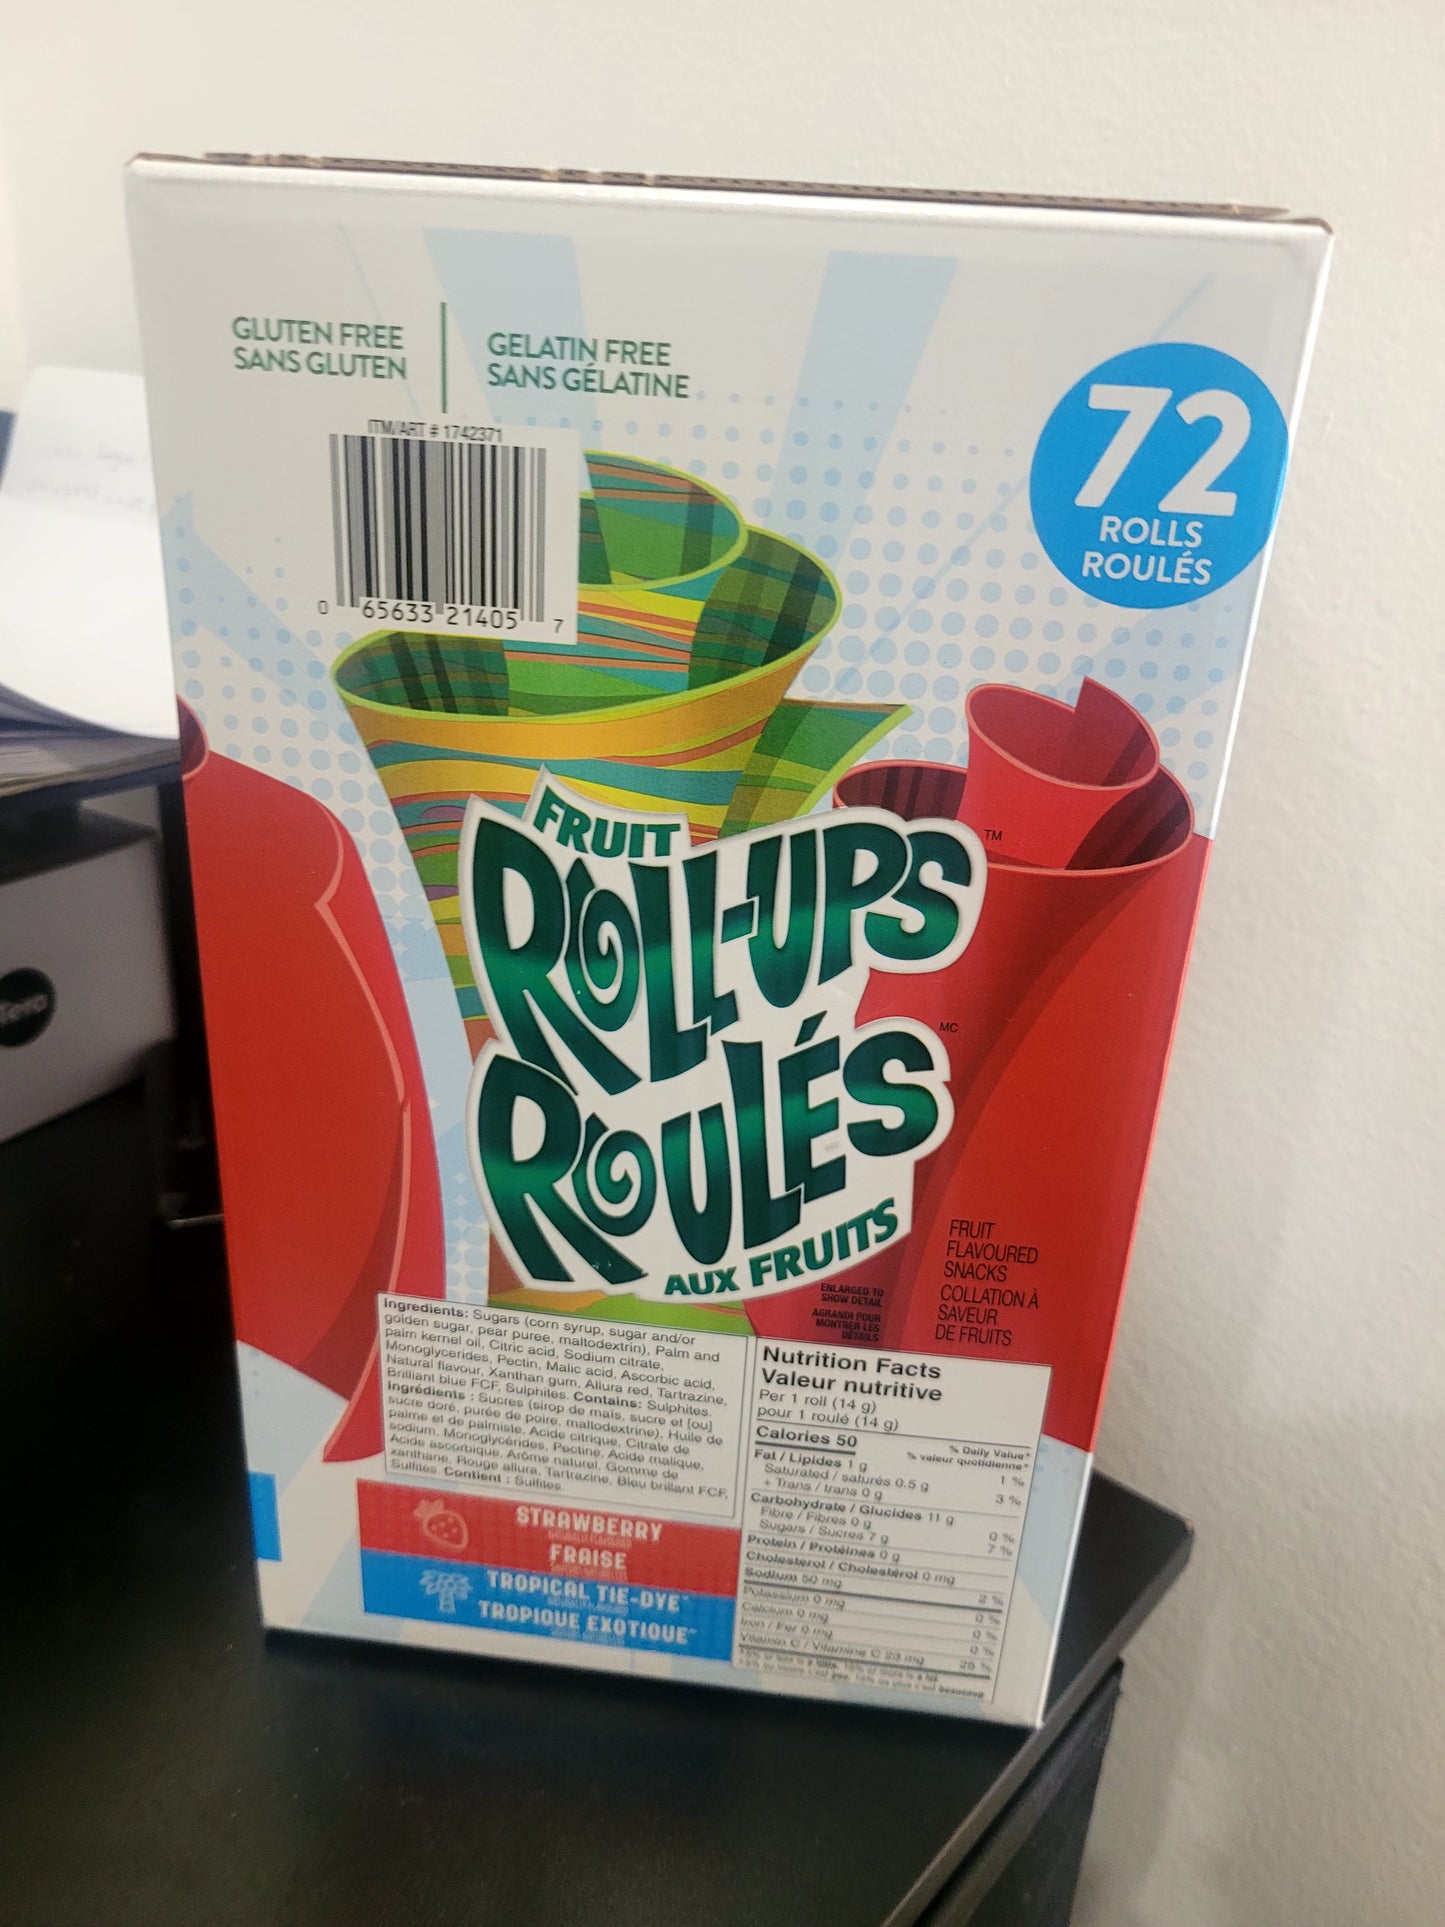 GLUTEN FREE
SANS GLUTEN
GELATIN FREE
SANS GÉLATINE
ITM/ART # 1742371
0 65633 21405 7
72
ROLLS
ROULÉS
FRUIT
ROLL-UPS
TM
ROULÉS
MC
AUX FRUITS
ENLARGED TO
SHOW DETAIL
AGRANDI POUR
MONTRER LES
DÉTAILS
FRUIT
FLAVOURED
SNACKS
COLLATION À
SAVEUR
DE FRUITS
Ingredients: Sugars (corn syrup, sugar and/or
golden sugar, pear puree, maltodextrin), Palm and
palm kernel oil, Citric acid, Sodium citrate,
Monoglycerides, Pectin, Malic acid, Ascorbic acid,
Natural flavour, Xanthan gum, Allura red, Tartrazine,
Brilliant blue FCF, Sulphites. Contains: Sulphites.
Ingrédients : Sucres (sirop de maïs, sucre et [ou]
sucre doré, purée de poire, maltodextrine), Huile de
palme et de palmiste, Acide citrique, Citrate de
sodium, Monoglycérides, Pectine, Acide malique,
Acide ascorbique, Arôme naturel, Gomme de
xanthane, Rouge allura, Tartrazine, Bleu brillant FCF,
Sulfites. Contient : Sulfites.
STRAWBERRY
FRAISE
TROPICAL TIE-DYE
TROPIQUE EXOTIQUE
Nutrition Facts
Valeur nutritive
Per 1 roll (14 g)
pour 1 roulé (14 g)
Calories 50
% Daily Value*
% valeur quotidienne*
Fat / Lipides 1 g 1 %
Saturated / saturés 0.5 g
+ Trans / trans 0 g 3 %
Carbohydrate / Glucides 11 g
Fibre / Fibres 0 g 0 %
Sugars / Sucres 7 g 7 %
Protein / Protéines 0 g
Cholesterol / Cholestérol 0 mg
Sodium 50 mg 2 %
Potassium 0 mg 0 %
Calcium 0 mg 0 %
Iron / Fer 0 mg 0 %
Vitamin C / Vitamine C 23 mg 26 %